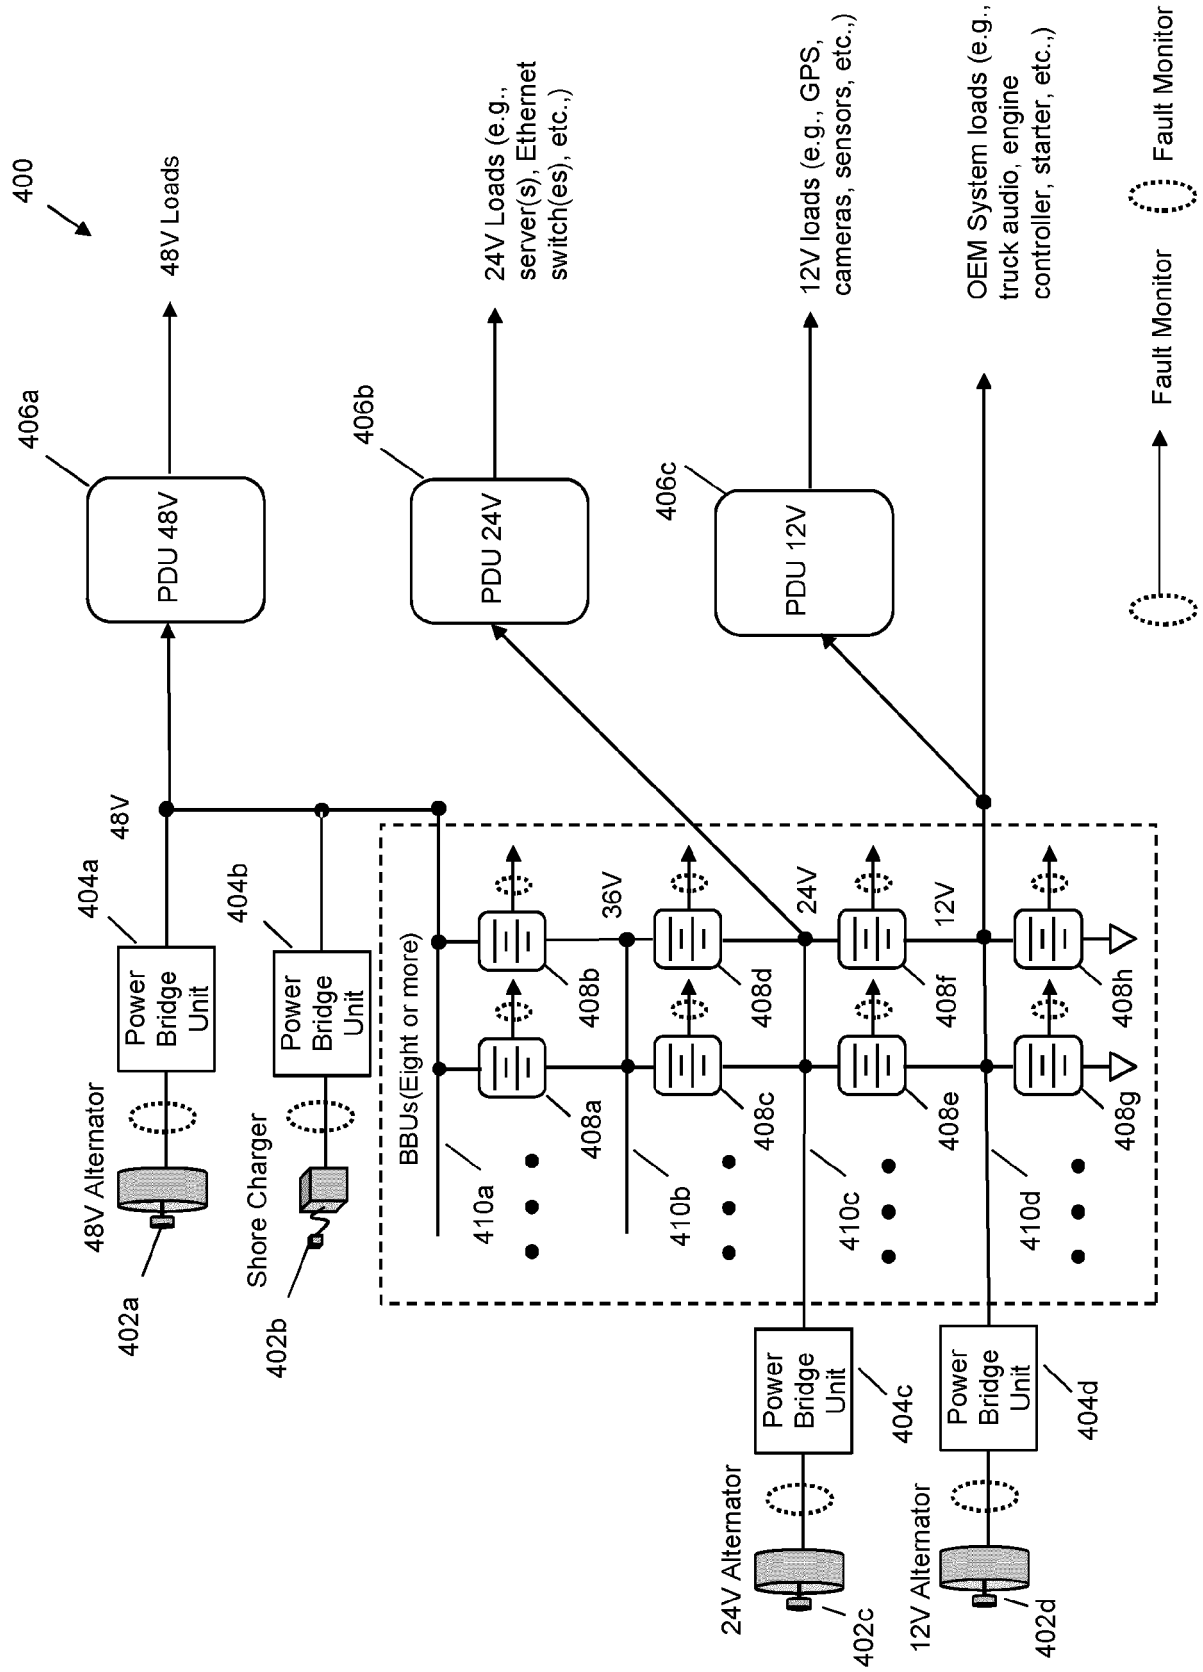 400
48V Loads
24V Loads (e.g.,
server(s), Ethernet
switch(es), etc.,)
12V loads (e.g., GPS,
cameras, sensors, etc.,)
OEM System loads (e.g.,
truck audio, engine
controller, starter, etc.,)
406a
PDU 48V
406b
PDU 24V
406c
PDU 12V
Fault Monitor
Fault Monitor
48V
404a
Power
Bridge
Unit
404b
Power
Bridge
Unit
48V Alternator
402a
Shore Charger
402b
BBUs(Eight or more)
36V
24V
12V
408b
408d
408f
408h
408a
408c
408e
408g
410a
410b
410c
410d
Power
Bridge
Unit
404c
Power
Bridge
Unit
404d
24V Alternator
402c
12V Alternator
402d